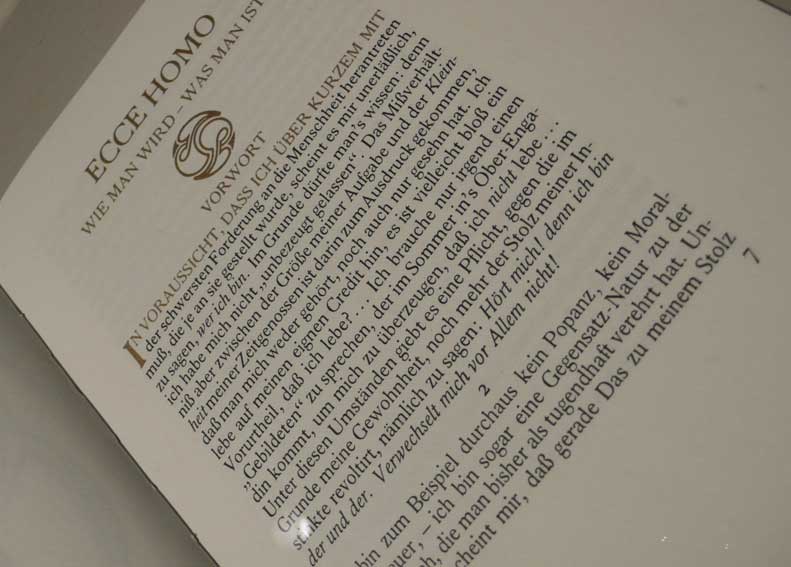 ECCE HOMO
WIE MAN WIRD – WAS MAN IST
VORWORT
IN VORAUSSICHT, DASS ICH ÜBER KURZEM MIT
der schwersten Forderung an die Menschheit herantreten
muß, die je an sie gestellt wurde, scheint es mir unerläßlich,
zu sagen, wer ich bin. Im Grunde dürfte man's wissen: denn
ich habe mich nicht „unbezeugt gelassen“. Das Mißverhält-
niß aber zwischen der Größe meiner Aufgabe und der Klein-
heit meiner Zeitgenossen ist darin zum Ausdruck gekommen,
daß man mich weder gehört, noch auch nur gesehn hat. Ich
lebe auf meinen eignen Credit hin, es ist vielleicht bloß ein
Vorurtheil, daß ich lebe? . . . Ich brauche nur irgend einen
„Gebildeten“ zu sprechen, der im Sommer in's Ober-Enga-
din kommt, um mich zu überzeugen, daß ich nicht lebe . . .
Unter diesen Umständen giebt es eine Pflicht, gegen die im
Grunde meine Gewohnheit, noch mehr der Stolz meiner In-
stinkte revoltirt, nämlich zu sagen: Hört mich! denn ich bin
der und der. Verwechselt mich vor Allem nicht!
2
bin zum Beispiel durchaus kein Popanz, kein Moral-
euer, – ich bin sogar eine Gegensatz-Natur zu der
die man bisher als tugendhaft verehrt hat. Un-
scheint mir, daß gerade Das zu meinem Stolz
7